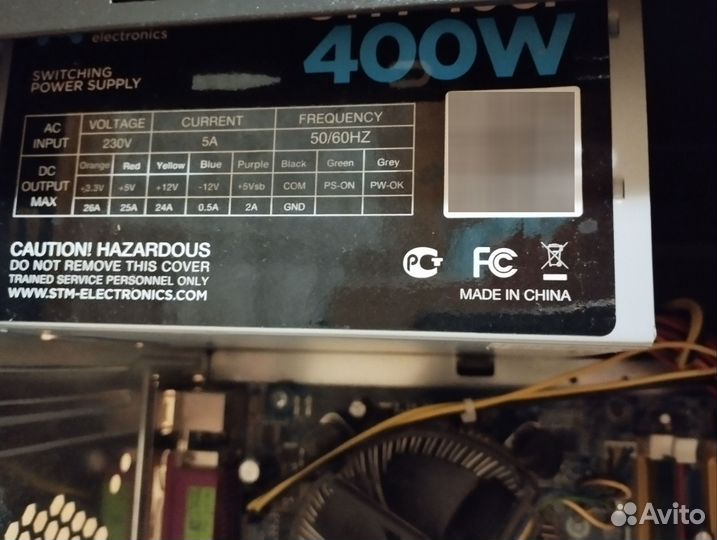 electronics
400W
SWITCHING
POWER SUPPLY
AC INPUT VOLTAGE CURRENT FREQUENCY
230V 5A 50/60HZ
DC OUTPUT MAX Orange Red Yellow Blue Purple Black Green Grey
+3.3V +5V +12V -12V +5Vsb COM PS-ON PW-OK
26A 25A 24A 0.5A 2A GND
CAUTION! HAZARDOUS
DO NOT REMOVE THIS COVER
TRAINED SERVICE PERSONNEL ONLY
WWW.STM-ELECTRONICS.COM
РСТ FC
MADE IN CHINA
Avito